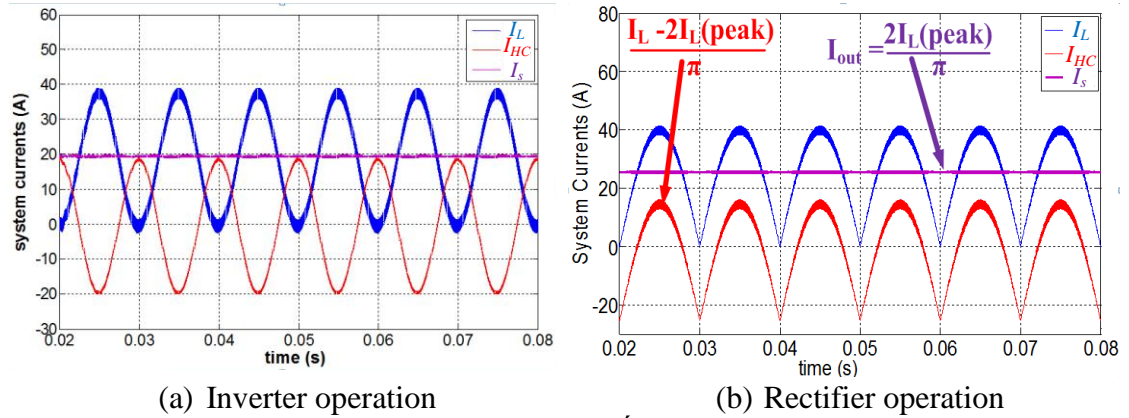 system currents (A)
60
50
40
30
20
10
0
-10
20
30
0.02
0.03
0.04
0.05
0.06
0.07
0.08
time (s)
I_L
I_HC
I_s
(a) Inverter operation
System Currents (A)
80
60
40
20
0
-20
0.02
0.03
0.04
0.05
0.06
0.07
0.08
time (s)
I_L -2I_L(peak)
π
I_out = 2I_L(peak)
π
I_L
I_HC
I_s
(b) Rectifier operation